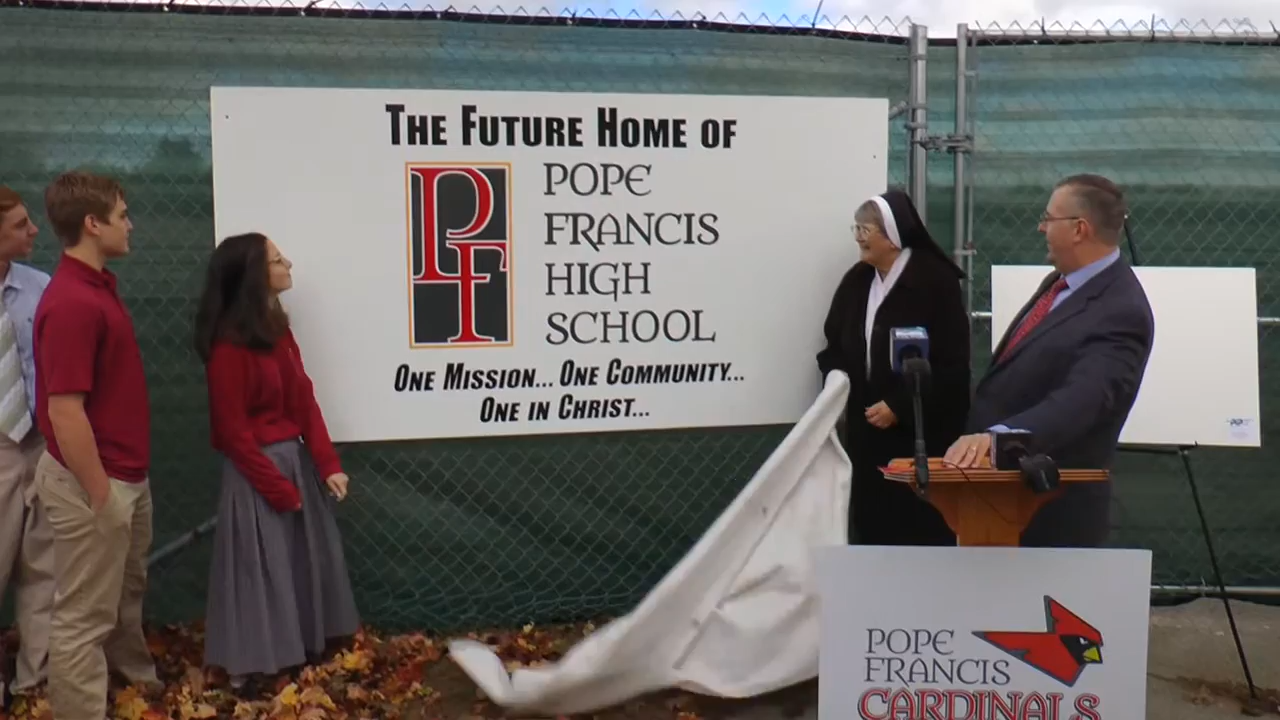 THE FUTURE HOME OF
PF
POPE
FRANCIS
HIGH
SCHOOL
ONE MISSION... ONE COMMUNITY...
ONE IN CHRIST...
POPE
FRANCIS
CARDINALS